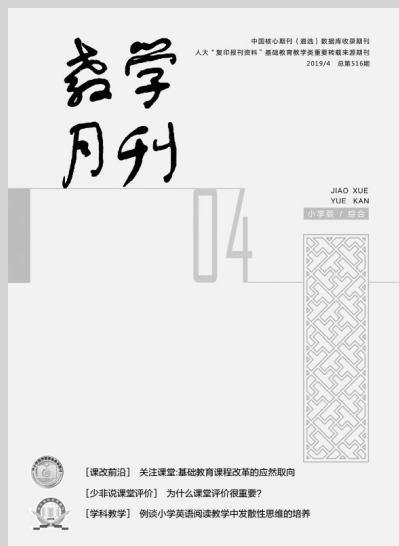 中国核心期刊（遴选）数据库收录期刊
人大“复印报刊资料”基础教育教学类重要转载来源期刊
2019/4 总第516期
教学
月刊
JIAO XUE
YUE KAN
小学版 / 综合
04
［课改前沿］ 关注课堂:基础教育课程改革的应然取向
［少非说课堂评价］ 为什么课堂评价很重要?
［学科教学］ 例谈小学英语阅读教学中发散性思维的培养